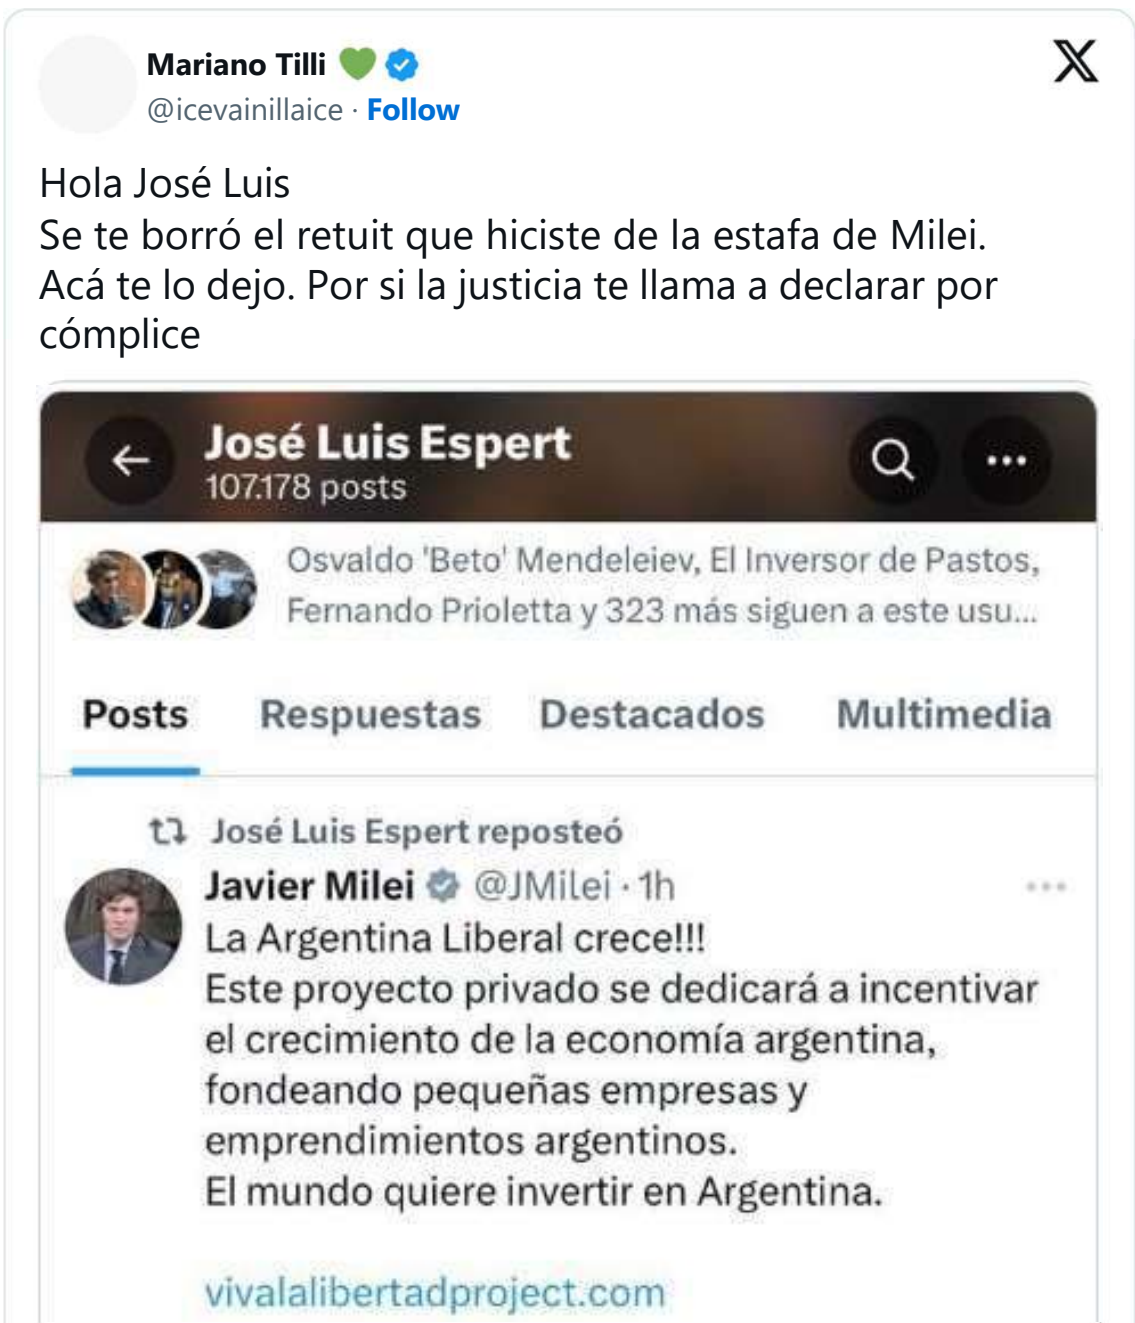 Mariano Tilli
@icevainillaice · Follow
Hola José Luis
Se te borró el retuit que hiciste de la estafa de Milei.
Acá te lo dejo. Por si la justicia te llama a declarar por
cómplice
José Luis Espert
107.178 posts
Osvaldo 'Beto' Mendeleiev, El Inversor de Pastos,
Fernando Prioletta y 323 más siguen a este usu...
Posts Respuestas Destacados Multimedia
José Luis Espert reposteó
Javier Milei @JMilei · 1h
La Argentina Liberal crece!!!
Este proyecto privado se dedicará a incentivar
el crecimiento de la economía argentina,
fondeando pequeñas empresas y
emprendimientos argentinos.
El mundo quiere invertir en Argentina.
vivalalibertadproject.com